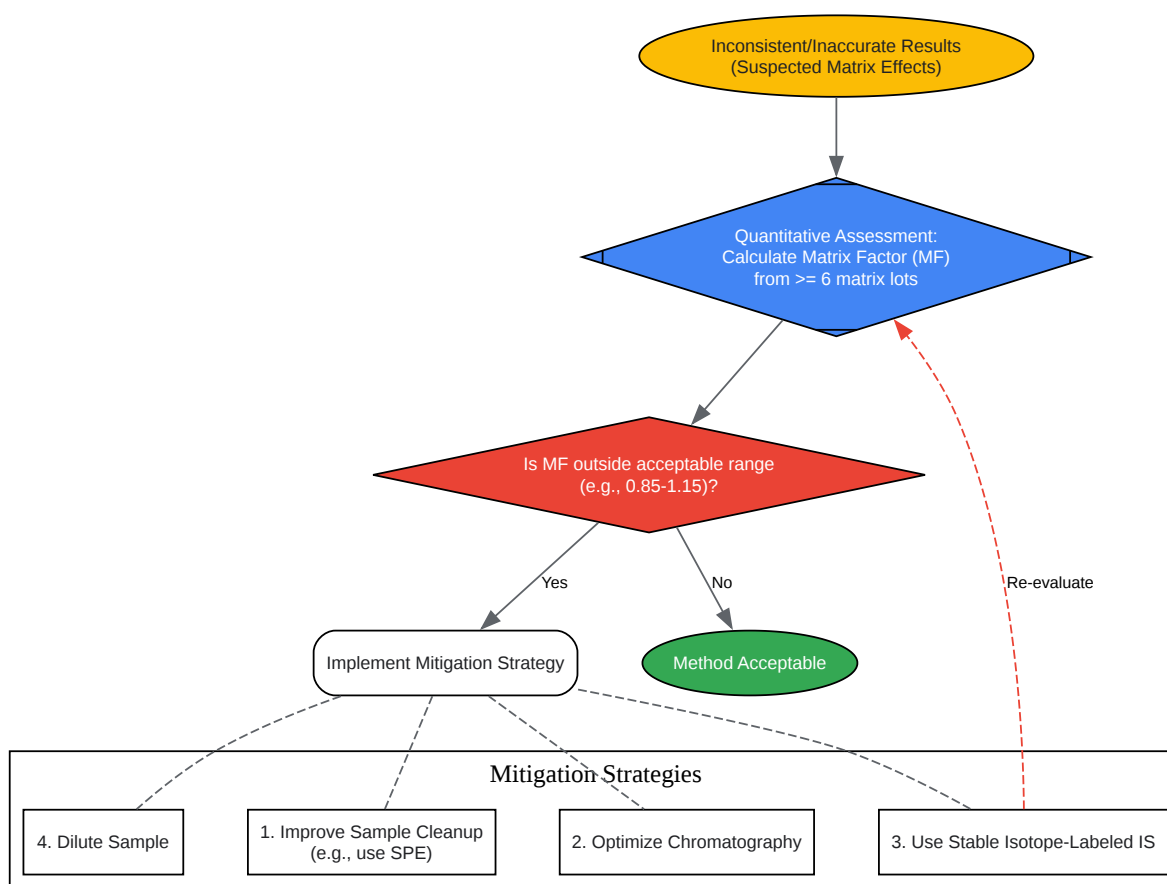 Inconsistent/Inaccurate Results
(Suspected Matrix Effects)
Quantitative Assessment:
Calculate Matrix Factor (MF)
from >= 6 matrix lots
Is MF outside acceptable range
(e.g., 0.85-1.15)?
Yes
No
Re-evaluate
Implement Mitigation Strategy
Method Acceptable
Mitigation Strategies
4. Dilute Sample
1. Improve Sample Cleanup
(e.g., use SPE)
2. Optimize Chromatography
3. Use Stable Isotope-Labeled IS